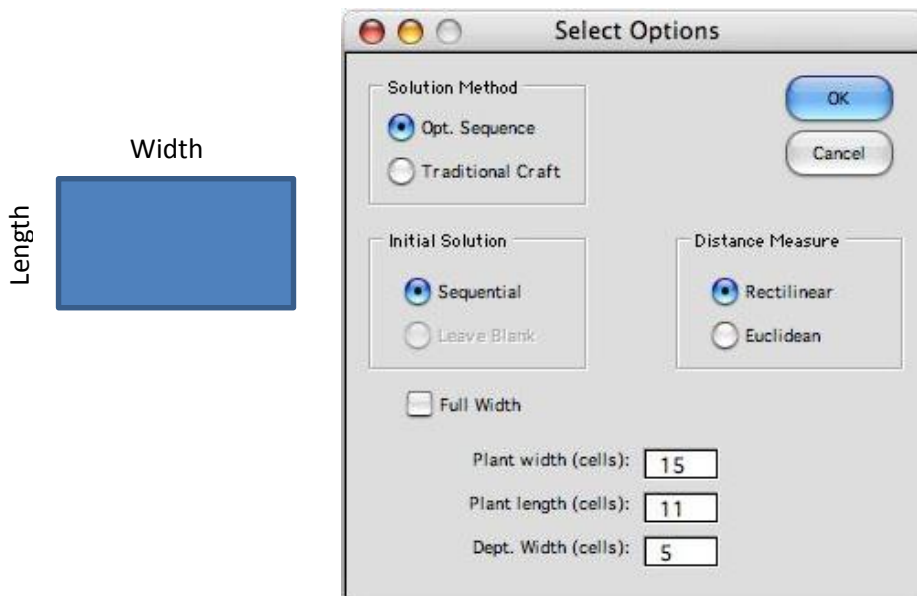 Width
Length
Select Options
Solution Method
Opt. Sequence
Traditional Craft
OK
Cancel
Initial Solution
Sequential
Leave Blank
Distance Measure
Rectilinear
Euclidean
Full Width
Plant width (cells): 15
Plant length (cells): 11
Dept. Width (cells): 5